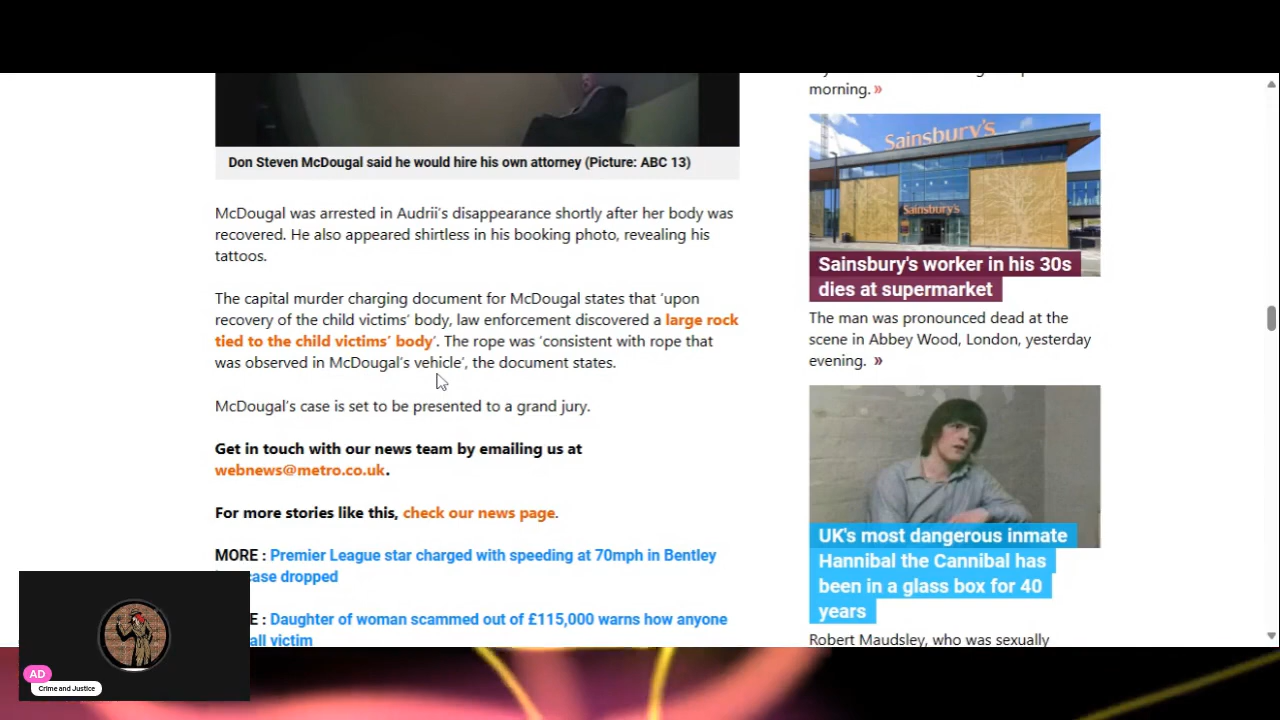 Don Steven McDougal said he would hire his own attorney (Picture: ABC 13)
McDougal was arrested in Audrii’s disappearance shortly after her body was
recovered. He also appeared shirtless in his booking photo, revealing his
tattoos.
The capital murder charging document for McDougal states that ‘upon
recovery of the child victims’ body, law enforcement discovered a large rock
tied to the child victims’ body’. The rope was ‘consistent with rope that
was observed in McDougal’s vehicle’, the document states.
McDougal’s case is set to be presented to a grand jury.
Get in touch with our news team by emailing us at
webnews@metro.co.uk.
For more stories like this, check our news page.
MORE : Premier League star charged with speeding at 70mph in Bentley
case dropped
E : Daughter of woman scammed out of £115,000 warns how anyone
all victim
morning. »
Sainsbury's
Sainsbury's
Sainsbury's worker in his 30s
dies at supermarket
The man was pronounced dead at the
scene in Abbey Wood, London, yesterday
evening. »
UK's most dangerous inmate
Hannibal the Cannibal has
been in a glass box for 40
years
Robert Maudsley, who was sexually
AD
Crime and Justice